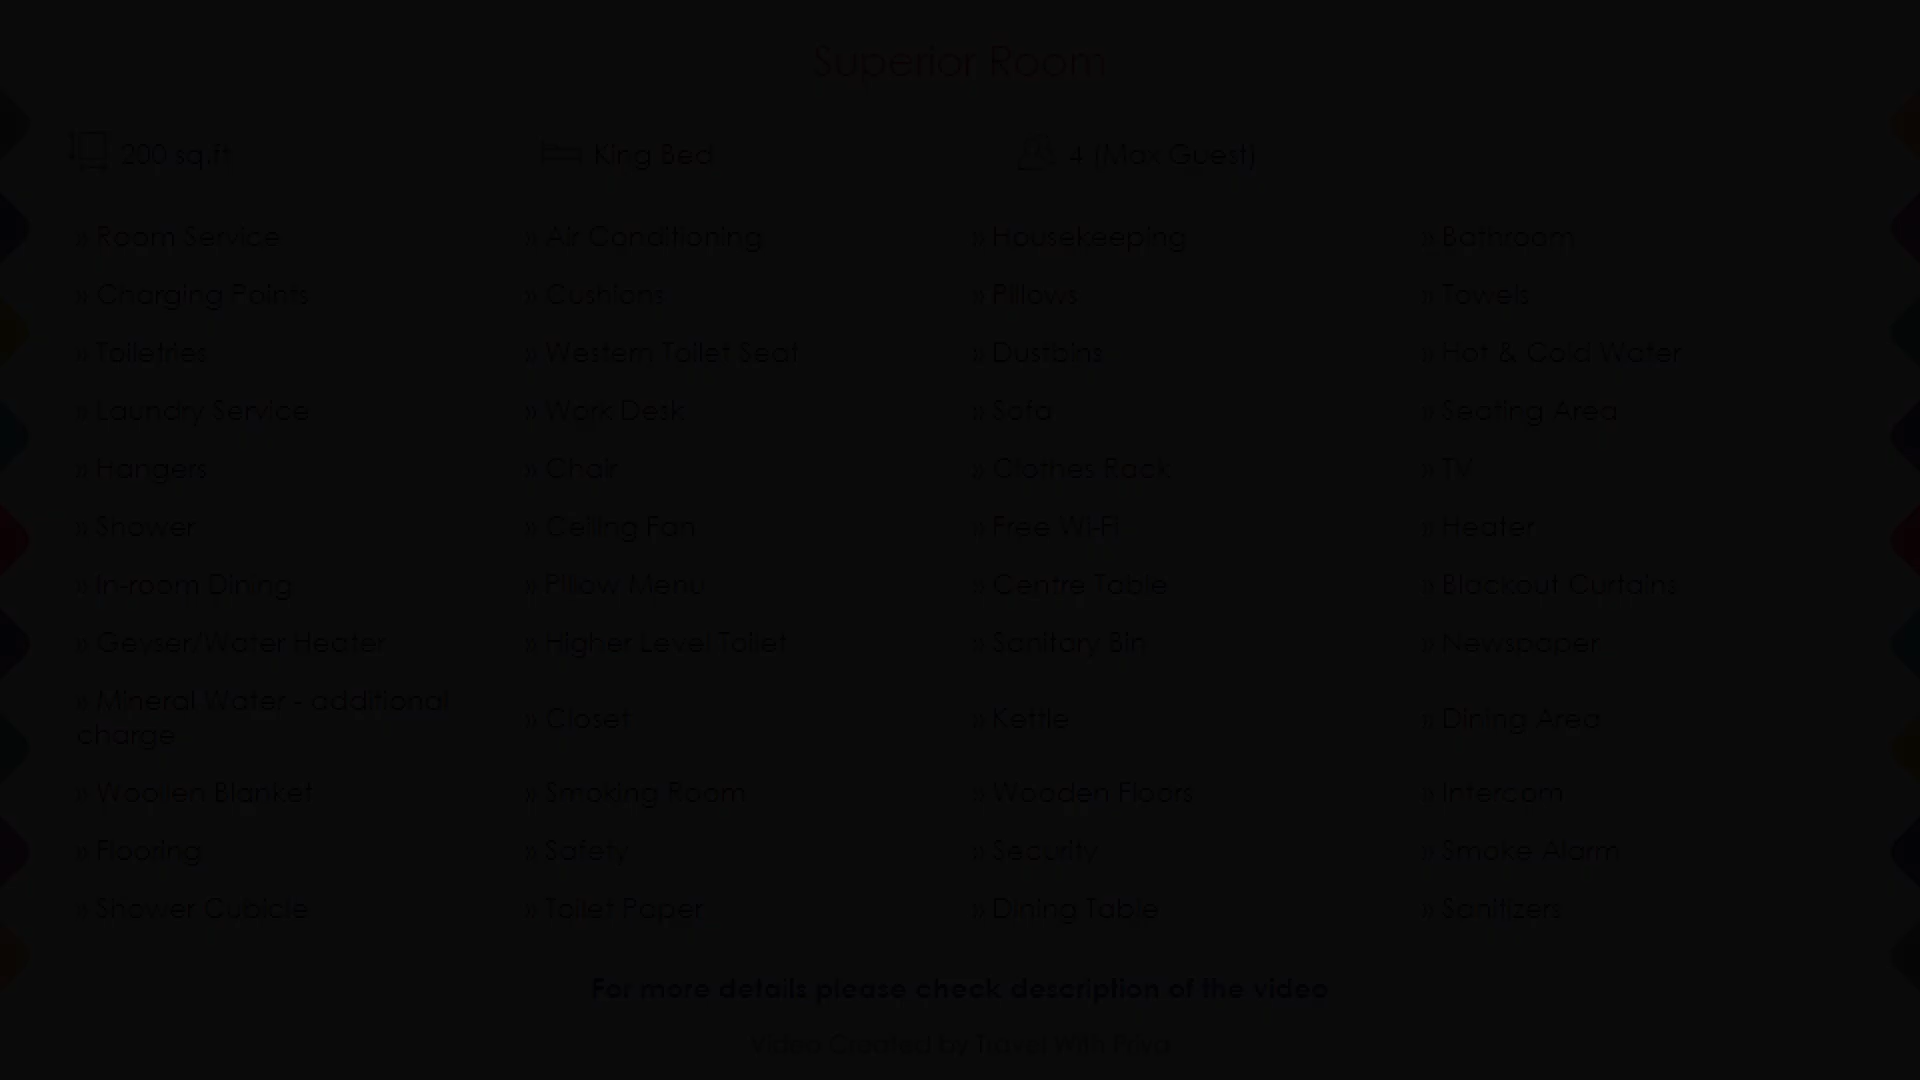 Superior Room
200 sq.ft King Bed 4 (Max Guest)
» Room Service » Air Conditioning » Housekeeping » Bathroom
» Charging Points » Cushions » Pillows » Towels
» Toiletries » Western Toilet Seat » Dustbins » Hot & Cold Water
» Laundry Service » Work Desk » Sofa » Seating Area
» Hangers » Chair » Clothes Rack » TV
» Shower » Ceiling Fan » Free Wi-Fi » Heater
» In-room Dining » Pillow Menu » Centre Table » Blackout Curtains
» Geyser/Water Heater » Higher Level Toilet » Sanitary Bin » Newspaper
» Mineral Water - additional
charge » Closet » Kettle » Dining Area
» Woollen Blanket » Smoking Room » Wooden Floors » Intercom
» Flooring » Safety » Security » Smoke Alarm
» Shower Cubicle » Toilet Paper » Dining Table » Sanitizers
For more details please check description of the video
Video Created by Travel With Priya